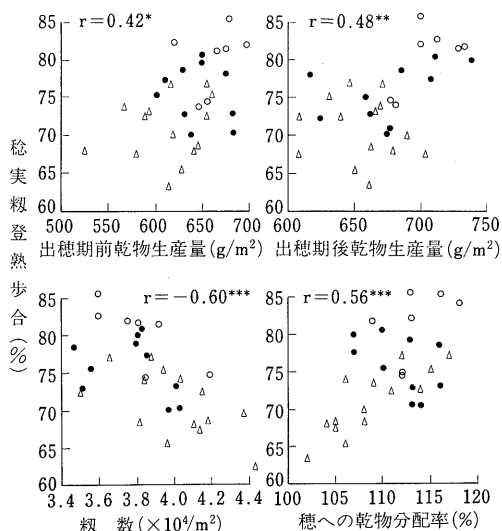 r=0.42*
r=0.48**
85
80
75
70
65
60
500 600 700
600 650 700 750
出穂期前乾物生産量(g/m²)
出穂期後乾物生産量(g/m²)
稔実籾登熟歩合(%)
r=−0.60***
r=0.56***
85
80
75
70
65
60
3.4 3.6 3.8 4.0 4.2 4.4
100 105 110 115 120
籾 数(×10⁴/m²)
穂への乾物分配率(%)